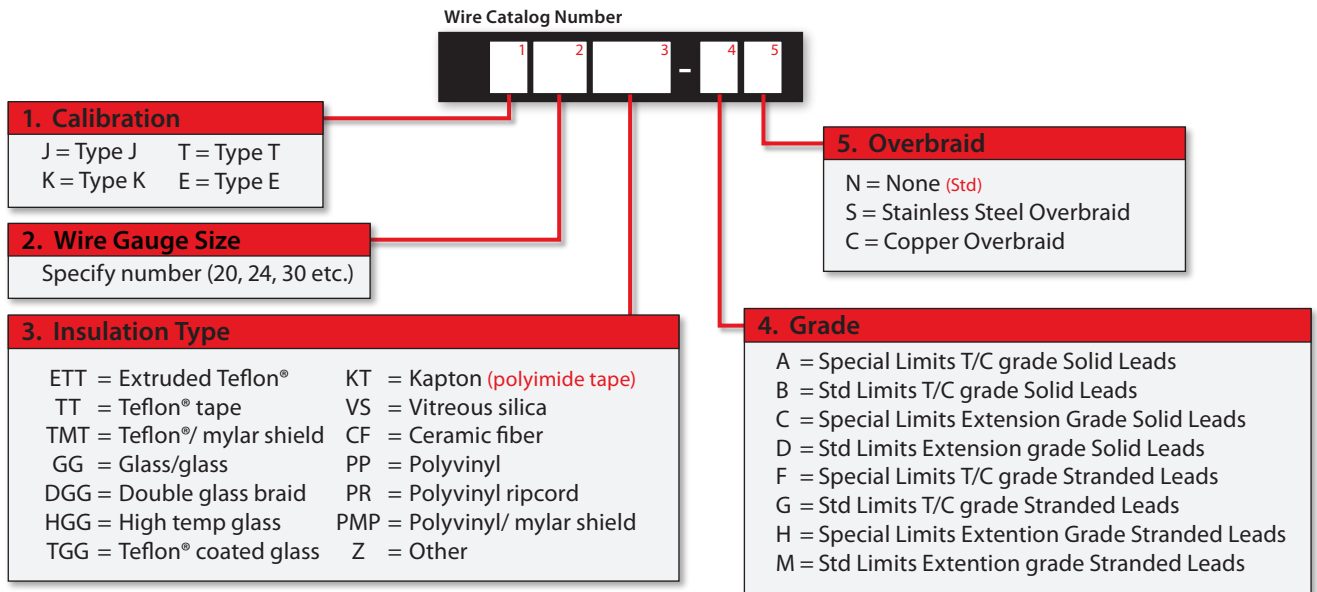 Wire Catalog Number
1 2 3 - 4 5
1. Calibration
J = Type J T = Type T
K = Type K E = Type E
2. Wire Gauge Size
Specify number (20, 24, 30 etc.)
3. Insulation Type
ETT = Extruded Teflon® KT = Kapton (polyimide tape)
TT = Teflon® tape VS = Vitreous silica
TMT = Teflon®/ mylar shield CF = Ceramic fiber
GG = Glass/glass PP = Polyvinyl
DGG = Double glass braid PR = Polyvinyl ripcord
HGG = High temp glass PMP = Polyvinyl/ mylar shield
TGG = Teflon® coated glass Z = Other
5. Overbraid
N = None (Std)
S = Stainless Steel Overbraid
C = Copper Overbraid
4. Grade
A = Special Limits T/C grade Solid Leads
B = Std Limits T/C grade Solid Leads
C = Special Limits Extension Grade Solid Leads
D = Std Limits Extension grade Solid Leads
F = Special Limits T/C grade Stranded Leads
G = Std Limits T/C grade Stranded Leads
H = Special Limits Extention Grade Stranded Leads
M = Std Limits Extention grade Stranded Leads